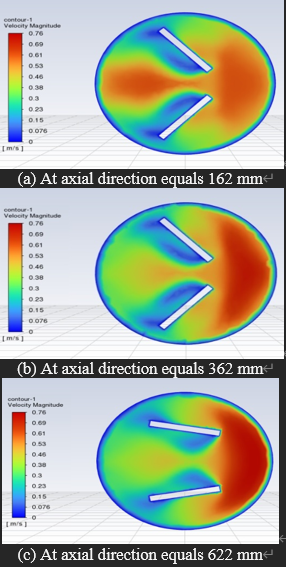 contour-1
Velocity Magnitude
0.76
0.69
0.61
0.53
0.46
0.38
0.3
0.23
0.15
0.076
0
[ m/s ]
(a) At axial direction equals 162 mm↵
contour-1
Velocity Magnitude
0.76
0.69
0.61
0.53
0.46
0.38
0.3
0.23
0.15
0.076
0
[ m/s ]
(b) At axial direction equals 362 mm↵
contour-1
Velocity Magnitude
0.76
0.69
0.61
0.53
0.46
0.38
0.3
0.23
0.15
0.076
0
[ m/s ]
(c) At axial direction equals 622 mm↵